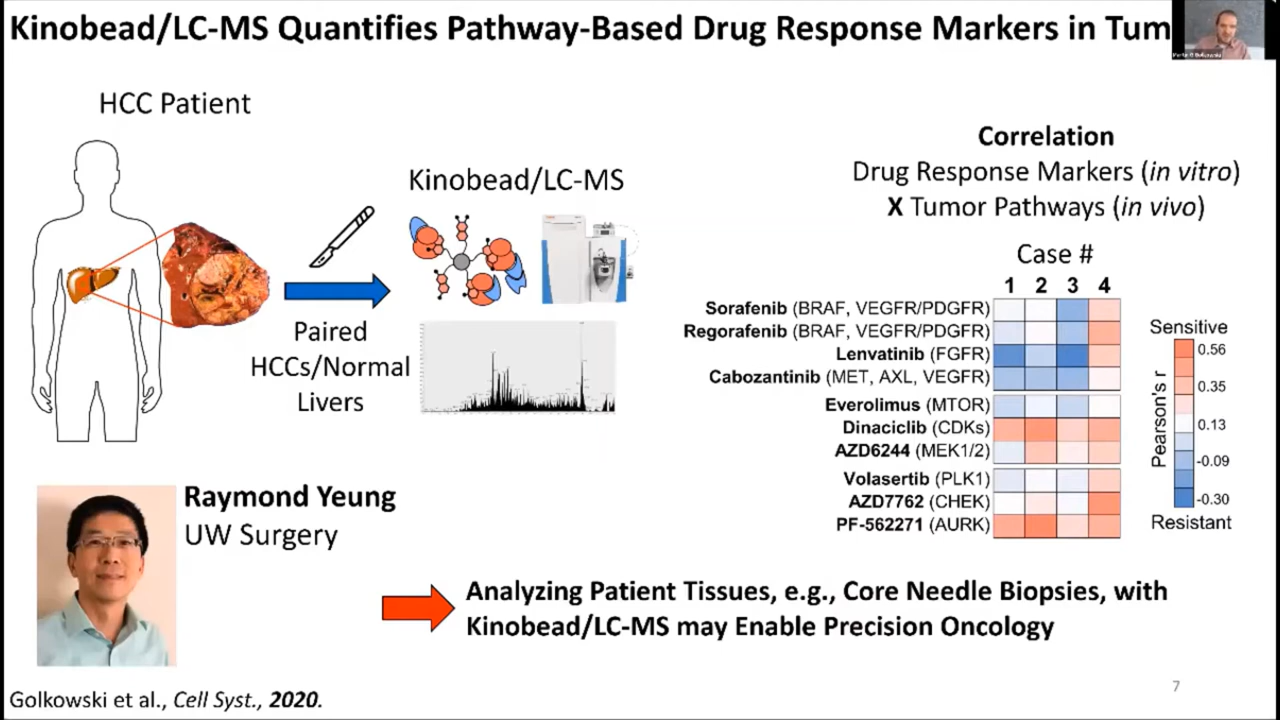 Kinobead/LC-MS Quantifies Pathway-Based Drug Response Markers in Tum
HCC Patient
Kinobead/LC-MS
Paired
HCCs/Normal
Livers
Correlation
Drug Response Markers (in vitro)
X Tumor Pathways (in vivo)
Case #
1 2 3 4
Sorafenib (BRAF, VEGFR/PDGFR)
Regorafenib (BRAF, VEGFR/PDGFR)
Lenvatinib (FGFR)
Cabozantinib (MET, AXL, VEGFR)
Everolimus (MTOR)
Dinaciclib (CDKs)
AZD6244 (MEK1/2)
Volasertib (PLK1)
AZD7762 (CHEK)
PF-562271 (AURK)
Sensitive
0.56
0.35
0.13
-0.09
-0.30
Pearson's r
Resistant
Raymond Yeung
UW Surgery
Analyzing Patient Tissues, e.g., Core Needle Biopsies, with
Kinobead/LC-MS may Enable Precision Oncology
Golkowski et al., Cell Syst., 2020.
7